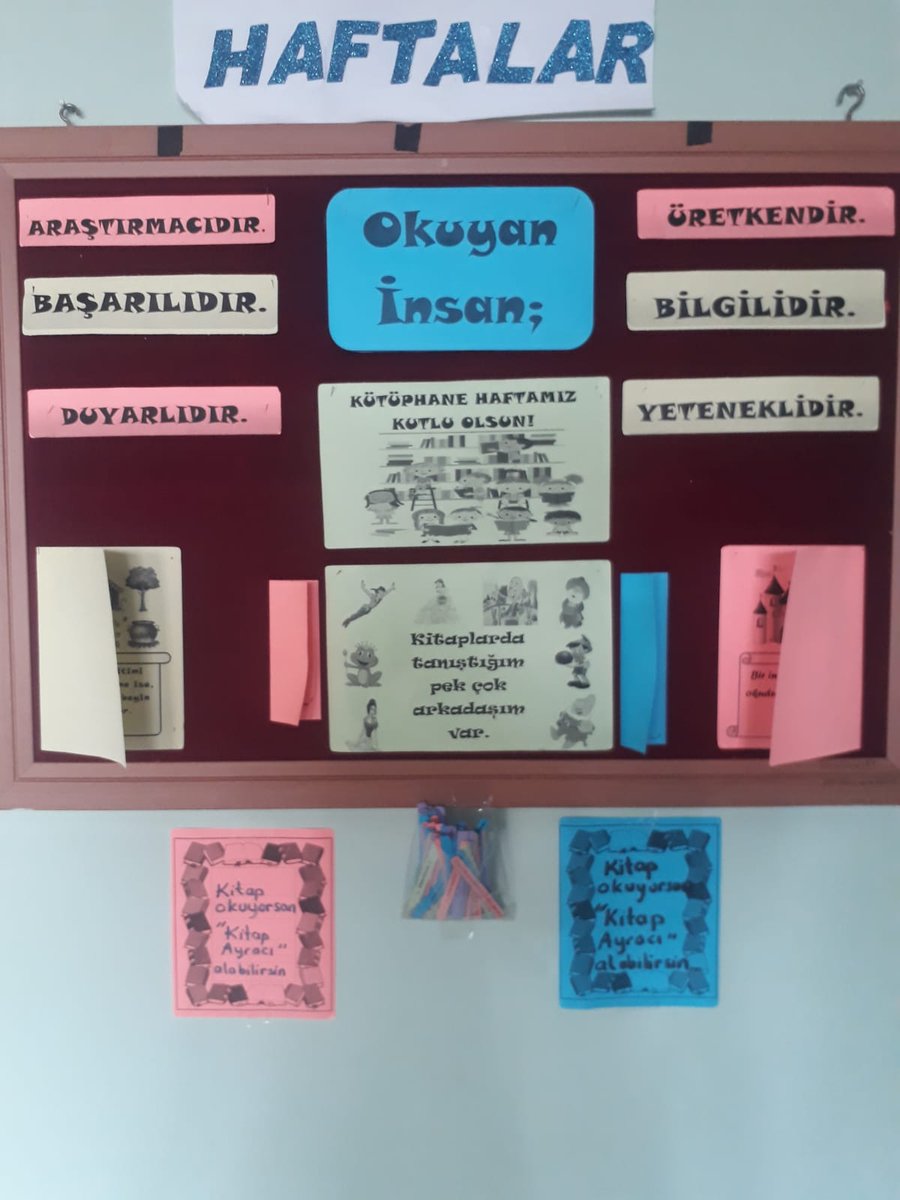 HAFTALAR
ARAŞTIRMACIDIR.
BAŞARILIDIR.
DUYARLIDIR.
Okuyan
İnsan;
ÜRETKENDİR.
BİLGİLİDİR.
YETENEKLİDİR.
KÜTÜPHANE HAFTAMIZ
KUTLU OLSUN!
Kitaplarda
tanıştığım
pek çok
arkadaşım
var.
Bir
Kitap
okuyorsan
"Kitap
Ayracı"
alabilirsin
Kitap
okuyorsan
"Kitap
Ayracı"
alabilirsin